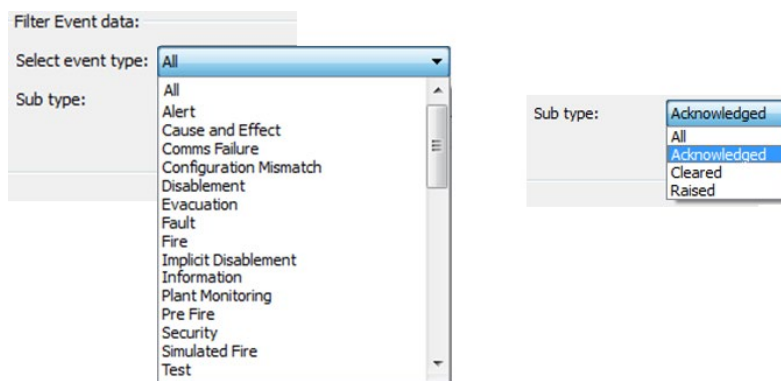 Filter Event data:
Select event type: All
All
Alert
Cause and Effect
Comms Failure
Configuration Mismatch
Disablement
Evacuation
Fault
Fire
Implicit Disablement
Information
Plant Monitoring
Pre Fire
Security
Simulated Fire
Test
Sub type:
Sub type: Acknowledged
All
Acknowledged
Cleared
Raised